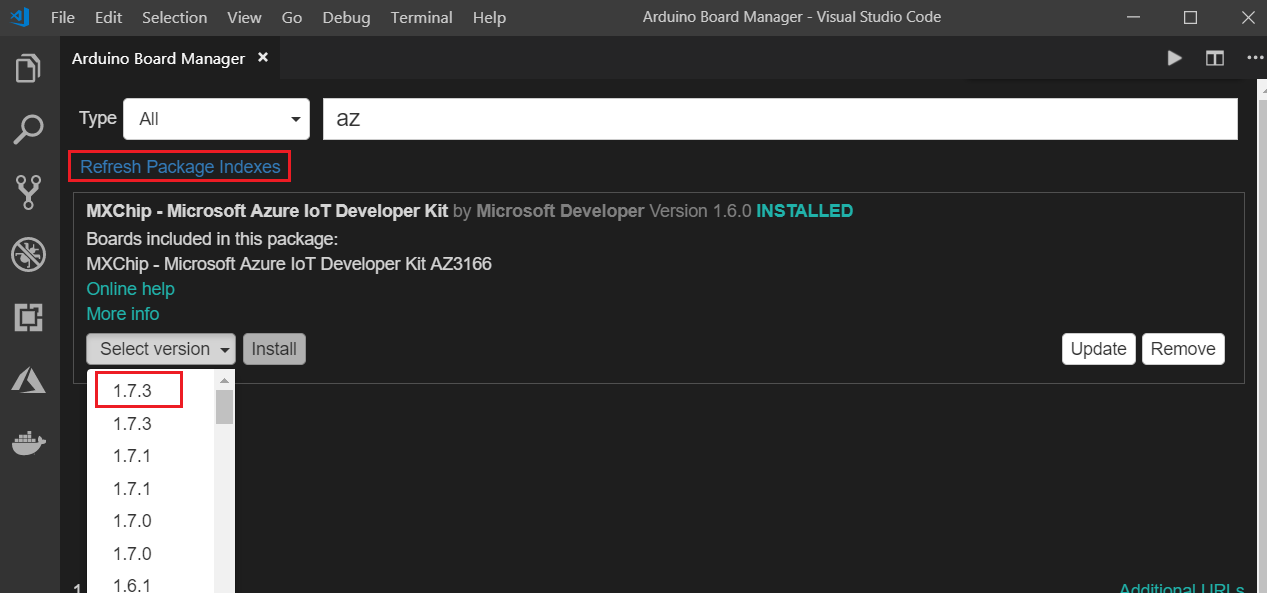 File Edit Selection View Go Debug Terminal Help Arduino Board Manager - Visual Studio Code
Arduino Board Manager
Type All az
Refresh Package Indexes
MXChip - Microsoft Azure IoT Developer Kit by Microsoft Developer Version 1.6.0 INSTALLED
Boards included in this package:
MXChip - Microsoft Azure IoT Developer Kit AZ3166
Online help
More info
Select version Install Update Remove
1.7.3
1.7.3
1.7.1
1.7.1
1.7.0
1.7.0
1.6.1
1 Additional URLs